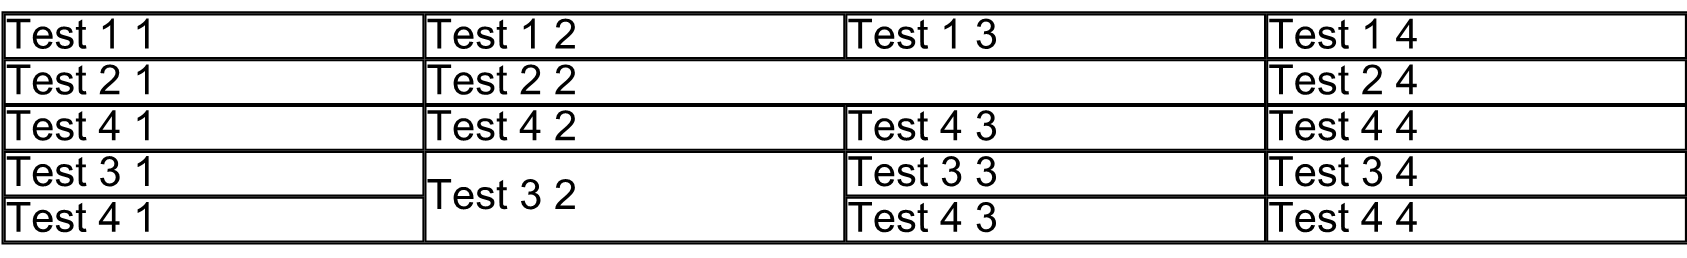 Test 1 1 Test 1 2 Test 1 3 Test 1 4
Test 2 1 Test 2 2 Test 2 4
Test 4 1 Test 4 2 Test 4 3 Test 4 4
Test 3 1 Test 3 2 Test 3 3 Test 3 4
Test 4 1 Test 4 3 Test 4 4